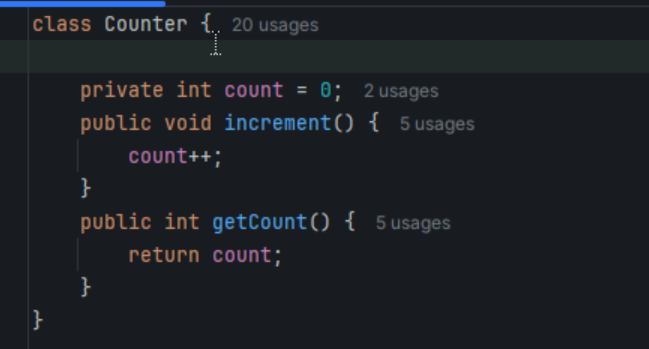 class Counter { 20 usages
private int count = 0; 2 usages
public void increment() { 5 usages
count++;
}
public int getCount() { 5 usages
return count;
}
}